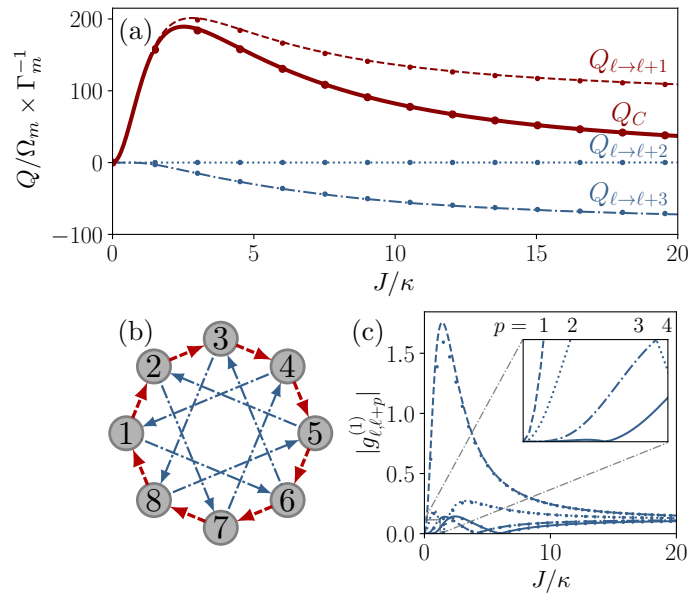 (a)
200
100
0
−100
Q/Ω_m × Γ_m^{-1}
Q_{ℓ→ℓ+1}
Q_C
Q_{ℓ→ℓ+2}
Q_{ℓ→ℓ+3}
0 5 10 15 20
J/κ
(b)
1 2 3 4 5 6 7 8
(c)
p = 1 2 3 4
1.5
1.0
0.5
0.0
|g_{ℓ,ℓ+p}^{(1)}|
0 10 20
J/κ